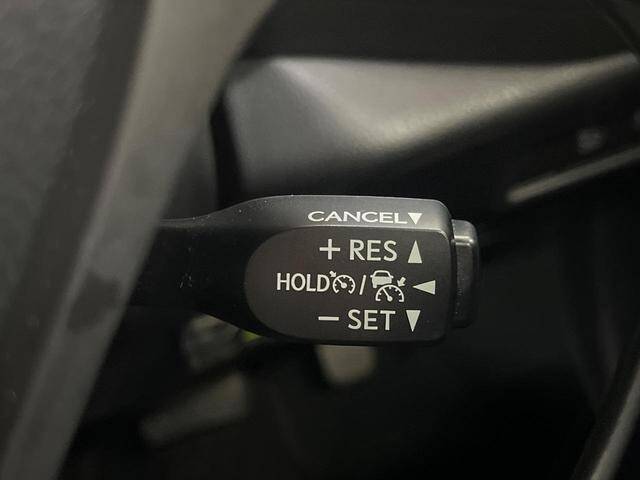 CANCEL▼
+ RES ▲
HOLD / ◀
− SET ▼